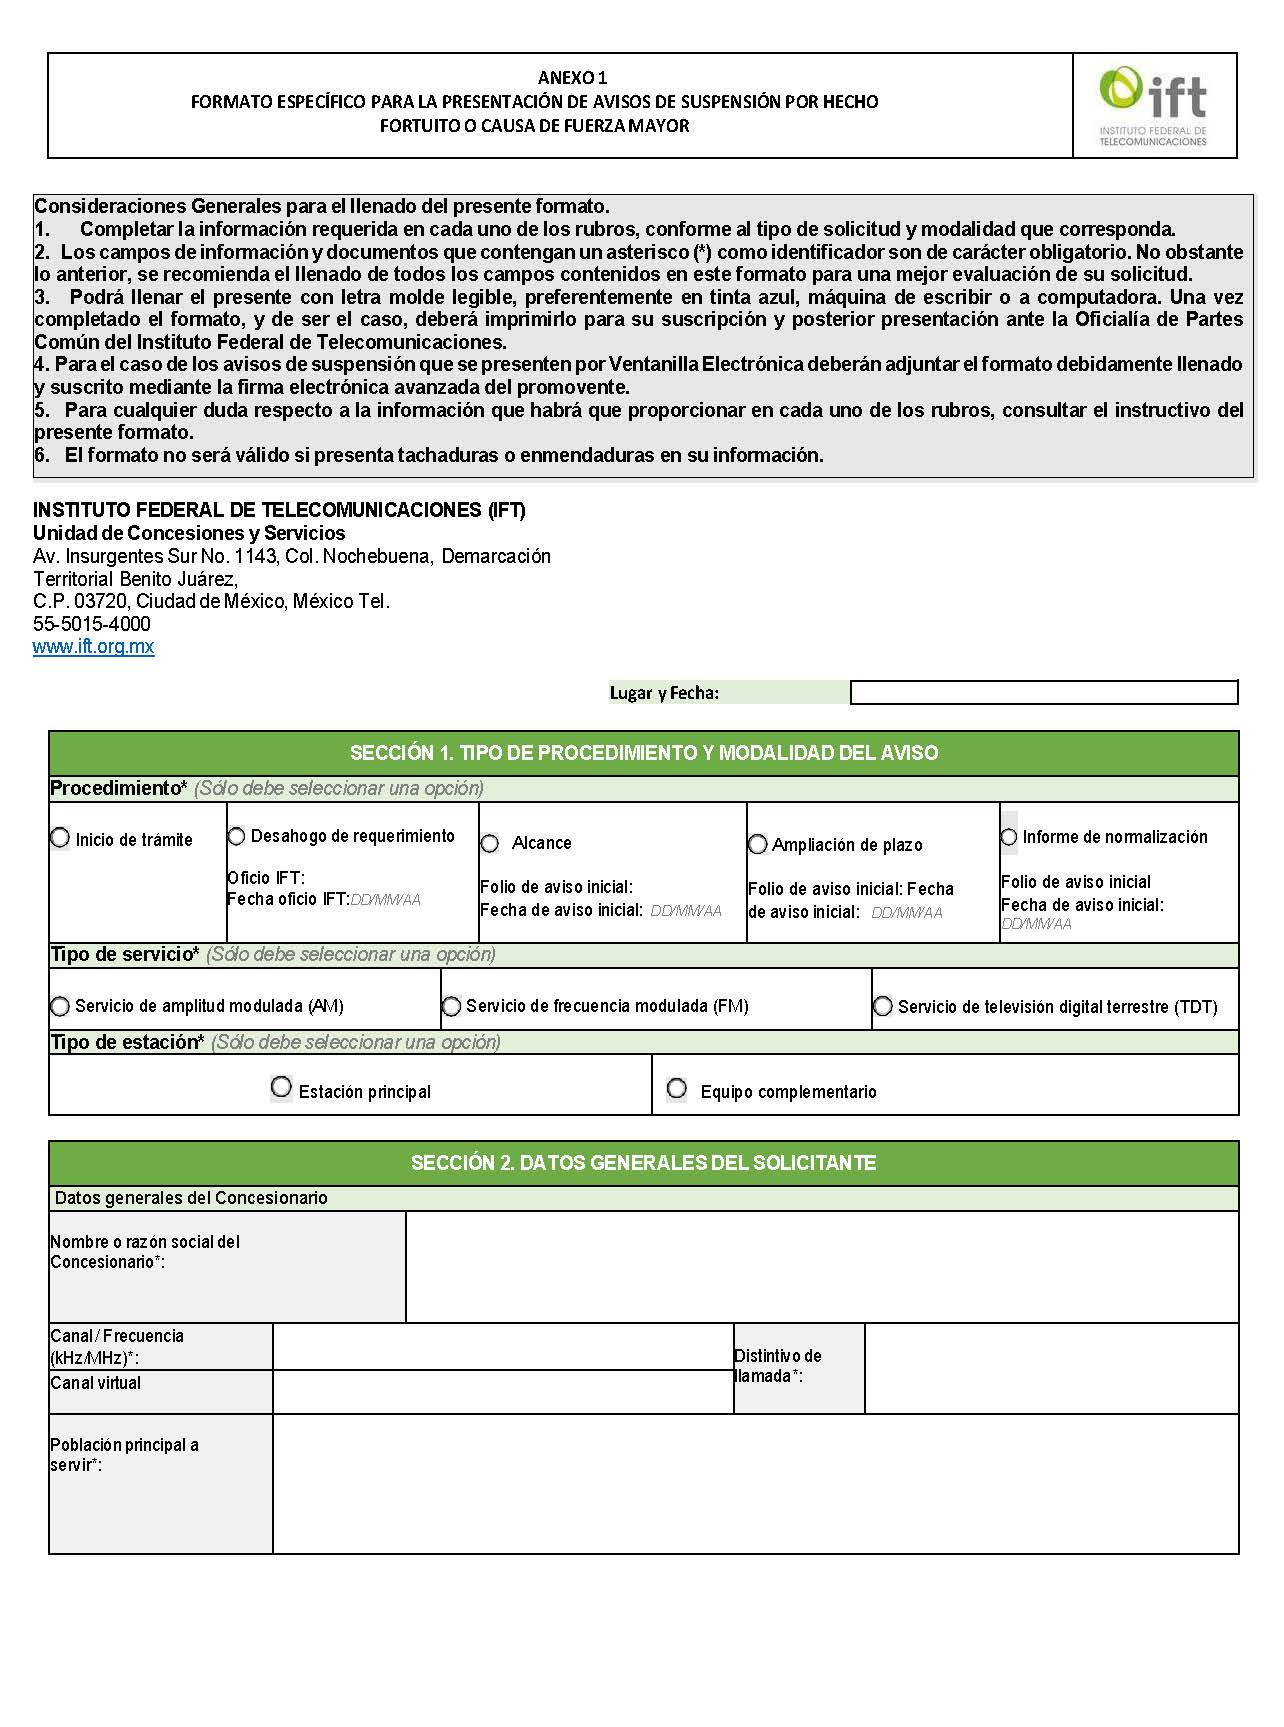 ANEXO 1
FORMATO ESPECÍFICO PARA LA PRESENTACIÓN DE AVISOS DE SUSPENSIÓN POR HECHO
FORTUITO O CAUSA DE FUERZA MAYOR
ift
INSTITUTO FEDERAL DE
TELECOMUNICACIONES
Consideraciones Generales para el llenado del presente formato.
1. Completar la información requerida en cada uno de los rubros, conforme al tipo de solicitud y modalidad que corresponda.
2. Los campos de información y documentos que contengan un asterisco (*) como identificador son de carácter obligatorio. No obstante
lo anterior, se recomienda el llenado de todos los campos contenidos en este formato para una mejor evaluación de su solicitud.
3. Podrá llenar el presente con letra molde legible, preferentemente en tinta azul, máquina de escribir o a computadora. Una vez
completado el formato, y de ser el caso, deberá imprimirlo para su suscripción y posterior presentación ante la Oficialía de Partes
Común del Instituto Federal de Telecomunicaciones.
4. Para el caso de los avisos de suspensión que se presenten por Ventanilla Electrónica deberán adjuntar el formato debidamente llenado
y suscrito mediante la firma electrónica avanzada del promovente.
5. Para cualquier duda respecto a la información que habrá que proporcionar en cada uno de los rubros, consultar el instructivo del
presente formato.
6. El formato no será válido si presenta tachaduras o enmendaduras en su información.
INSTITUTO FEDERAL DE TELECOMUNICACIONES (IFT)
Unidad de Concesiones y Servicios
Av. Insurgentes Sur No. 1143, Col. Nochebuena, Demarcación
Territorial Benito Juárez,
C.P. 03720, Ciudad de México, México Tel.
55-5015-4000
www.ift.org.mx
Lugar y Fecha:
SECCIÓN 1. TIPO DE PROCEDIMIENTO Y MODALIDAD DEL AVISO
Procedimiento* (Sólo debe seleccionar una opción)
Inicio de trámite
Desahogo de requerimiento
Oficio IFT:
Fecha oficio IFT:DD/MM/AA
Alcance
Folio de aviso inicial:
Fecha de aviso inicial: DD/MM/AA
Ampliación de plazo
Folio de aviso inicial: Fecha
de aviso inicial: DD/MM/AA
Informe de normalización
Folio de aviso inicial
Fecha de aviso inicial:
DD/MM/AA
Tipo de servicio* (Sólo debe seleccionar una opción)
Servicio de amplitud modulada (AM)
Servicio de frecuencia modulada (FM)
Servicio de televisión digital terrestre (TDT)
Tipo de estación* (Sólo debe seleccionar una opción)
Estación principal
Equipo complementario
SECCIÓN 2. DATOS GENERALES DEL SOLICITANTE
Datos generales del Concesionario
Nombre o razón social del
Concesionario*:
Canal / Frecuencia
(kHz/MHz)*:
Canal virtual
Distintivo de
llamada*:
Población principal a
servir*: